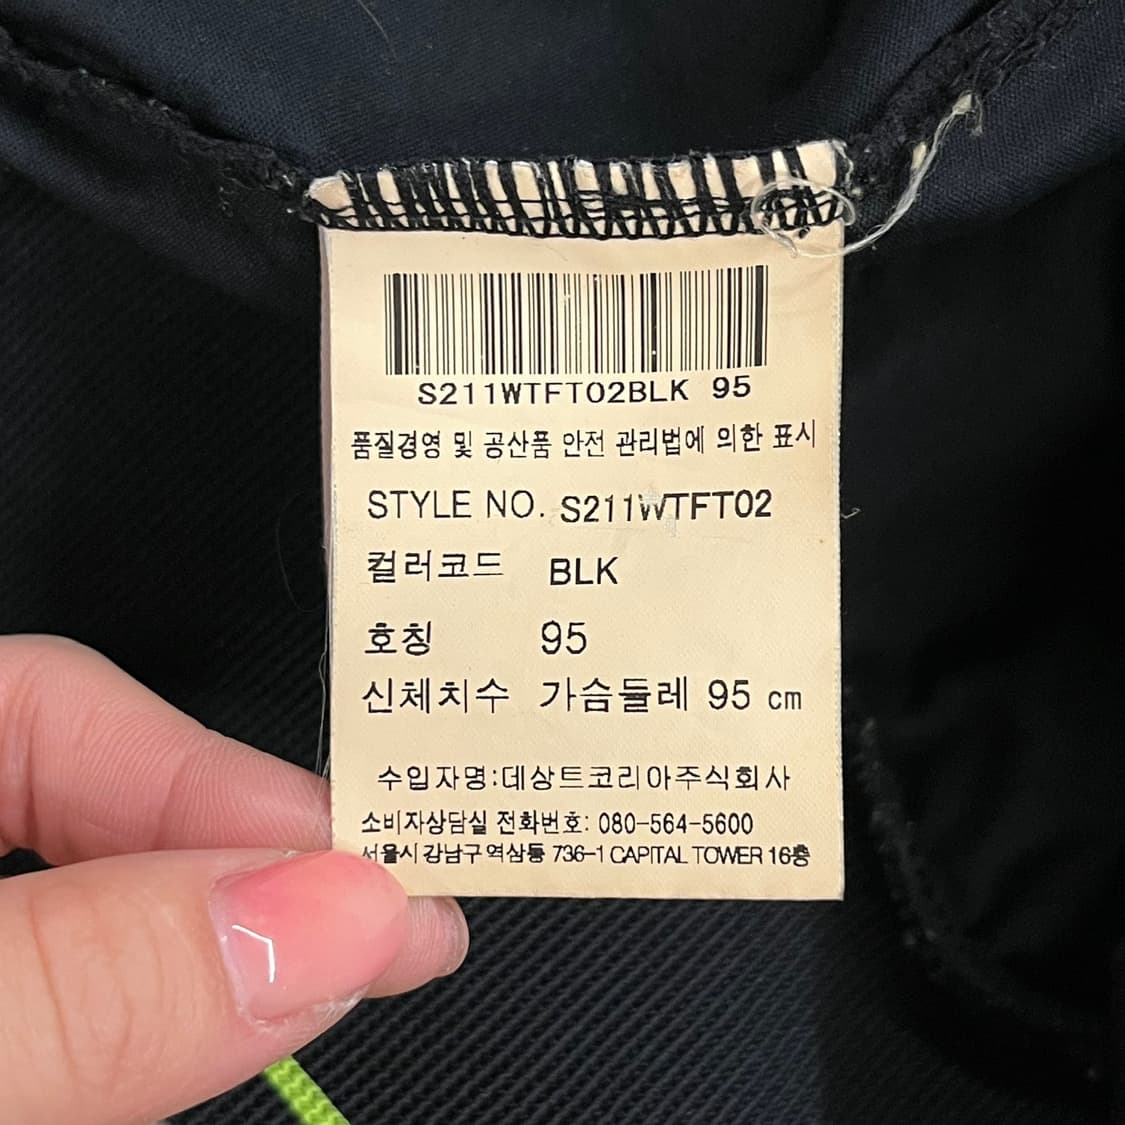 S211WTFT02BLK 95
품질경영 및 공산품 안전 관리법에 의한 표시
STYLE NO. S211WTFT02
컬러코드 BLK
호칭 95
신체치수 가슴둘레 95 cm
수입자명:데상트코리아주식회사
소비자상담실 전화번호: 080-564-5600
서울시 강남구 역삼동 736-1 CAPITAL TOWER 16층